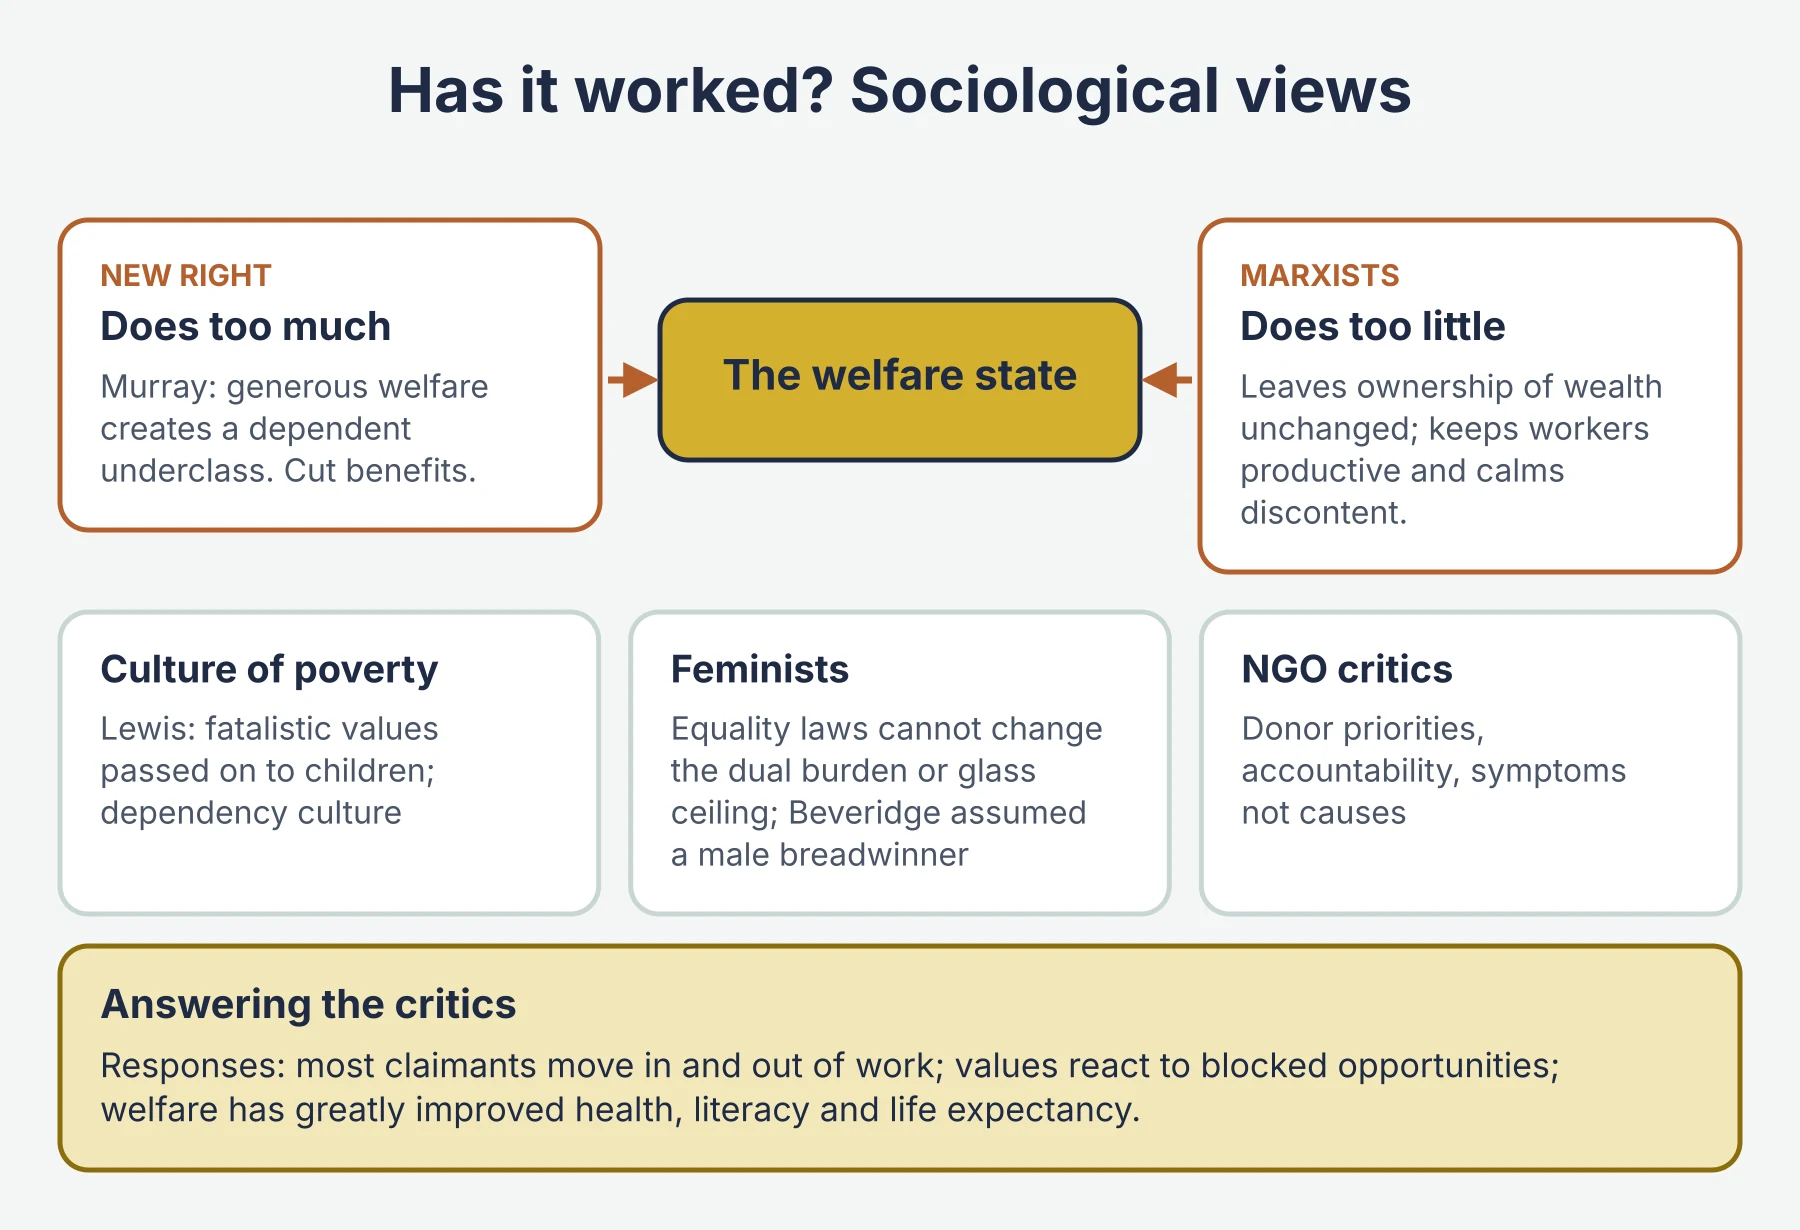 Has it worked? Sociological views
NEW RIGHT
Does too much
Murray: generous welfare
creates a dependent
underclass. Cut benefits.
The welfare state
MARXISTS
Does too little
Leaves ownership of wealth
unchanged; keeps workers
productive and calms
discontent.
Culture of poverty
Lewis: fatalistic values
passed on to children;
dependency culture
Feminists
Equality laws cannot change
the dual burden or glass
ceiling; Beveridge assumed
a male breadwinner
NGO critics
Donor priorities,
accountability, symptoms
not causes
Answering the critics
Responses: most claimants move in and out of work; values react to blocked opportunities;
welfare has greatly improved health, literacy and life expectancy.